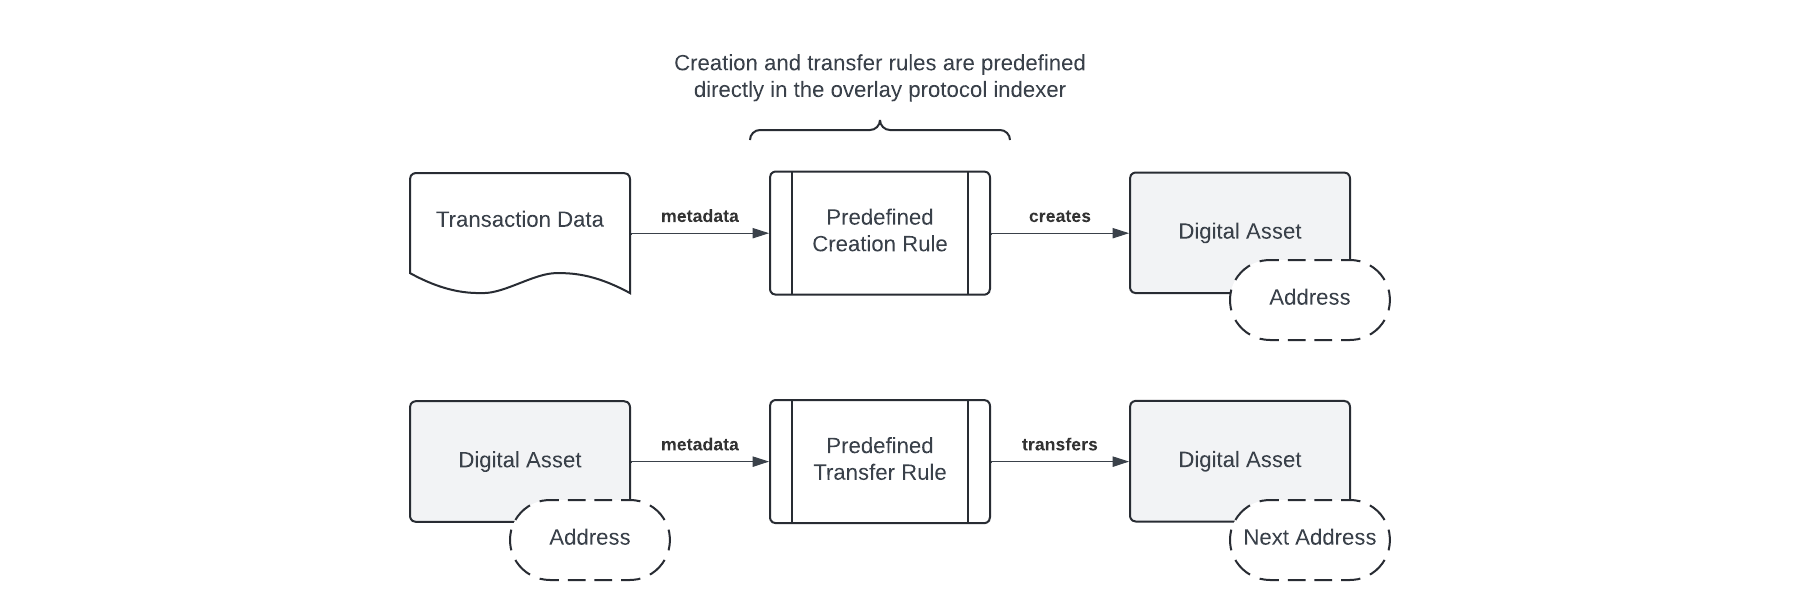 Creation and transfer rules are predefined
directly in the overlay protocol indexer
Transaction Data
metadata
Predefined
Creation Rule
creates
Digital Asset
Address
Digital Asset
metadata
Predefined
Transfer Rule
transfers
Digital Asset
Address
Next Address